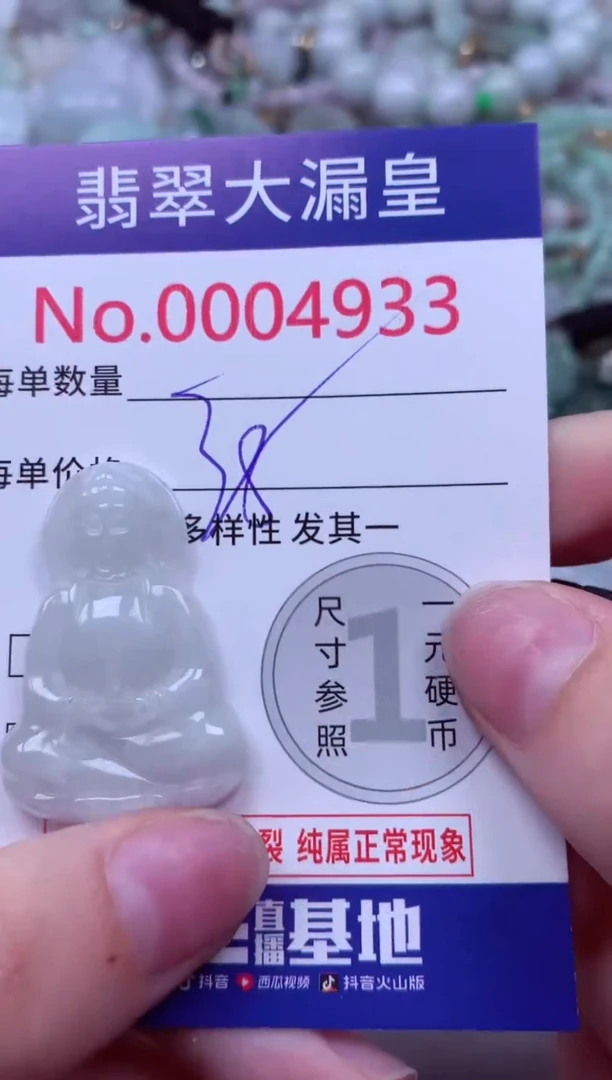 翡翠大漏皇
No.0004933
每单数量
每单价格 38
多样性 发其一
尺寸参照 1 一元硬币
裂 纯属正常现象
直播基地
抖音 西瓜视频 抖音火山版